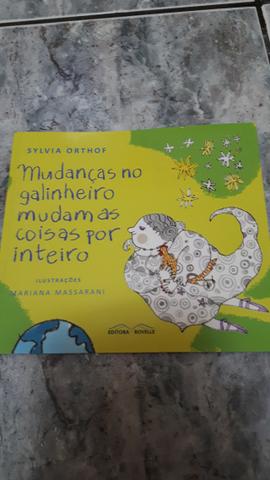 SYLVIA ORTHOF
Mudanças no
galinheiro
mudam as
coisas por
inteiro
ILUSTRAÇÕES
MARIANA MASSARANI
EDITORA ROVELLE